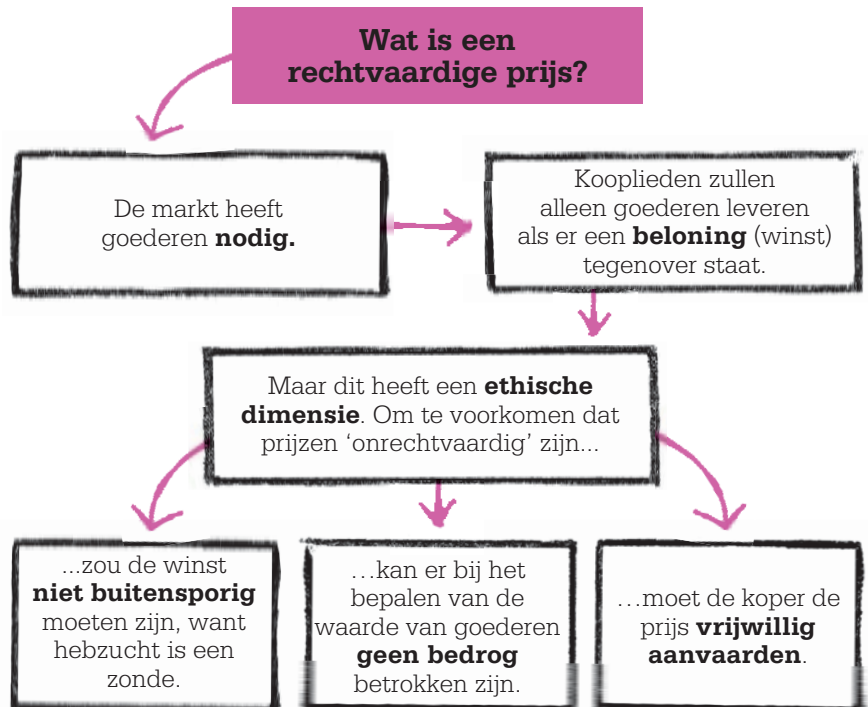 Wat is een
rechtvaardige prijs?
De markt heeft
goederen nodig.
Kooplieden zullen
alleen goederen leveren
als er een beloning (winst)
tegenover staat.
Maar dit heeft een ethische
dimensie. Om te voorkomen dat
prijzen ‘onrechtvaardig’ zijn...
...zou de winst
niet buitensporig
moeten zijn, want
hebzucht is een
zonde.
...kan er bij het
bepalen van de
waarde van goederen
geen bedrog
betrokken zijn.
...moet de koper de
prijs vrijwillig
aanvaarden.